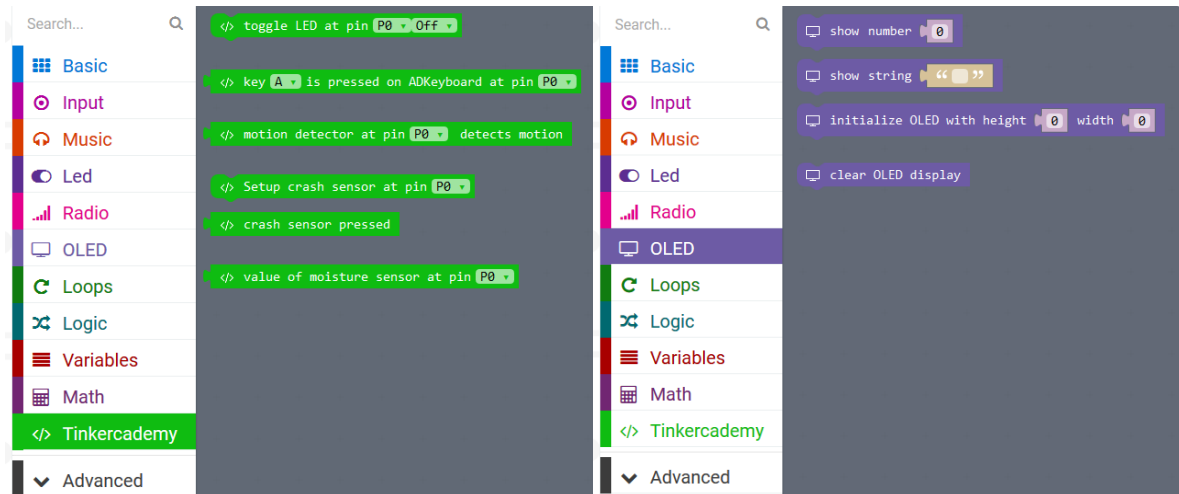 Search...
Basic
Input
Music
Led
Radio
OLED
Loops
Logic
Variables
Math
</> Tinkercademy
Advanced
</> toggle LED at pin P0 Off
</> key A is pressed on ADKeyboard at pin P0
</> motion detector at pin P0 detects motion
</> Setup crash sensor at pin P0
</> crash sensor pressed
</> value of moisture sensor at pin P0
Search...
Basic
Input
Music
Led
Radio
OLED
Loops
Logic
Variables
Math
</> Tinkercademy
Advanced
show number 0
show string “ ”
initialize OLED with height 0 width 0
clear OLED display